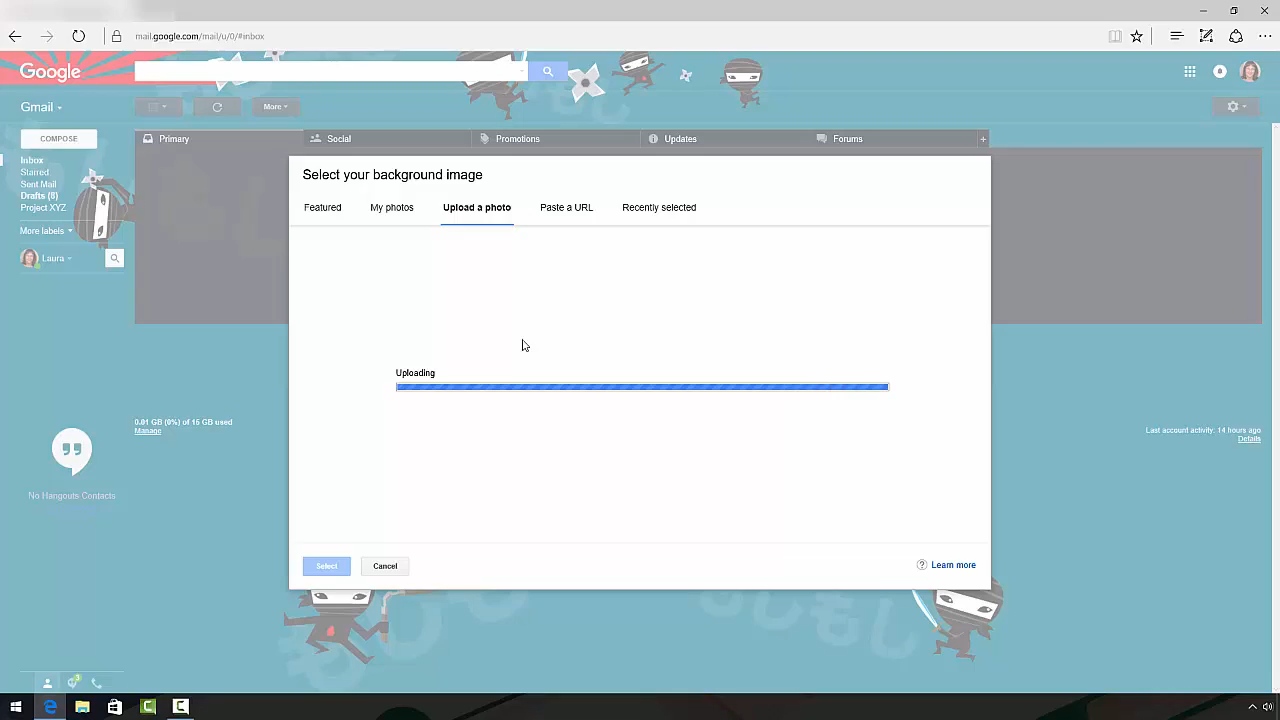 mail.google.com/mail/u/0/#inbox
Google
Gmail
More
COMPOSE
Primary
Social
Promotions
Updates
Forums
+
Inbox
Starred
Sent Mail
Drafts (6)
Project XYZ
More labels
Laura
Select your background image
Featured
My photos
Upload a photo
Paste a URL
Recently selected
Uploading
Select
Cancel
? Learn more
0.01 GB (0%) of 15 GB used
Manage
Last account activity: 14 hours ago
Details
No Hangouts Contacts